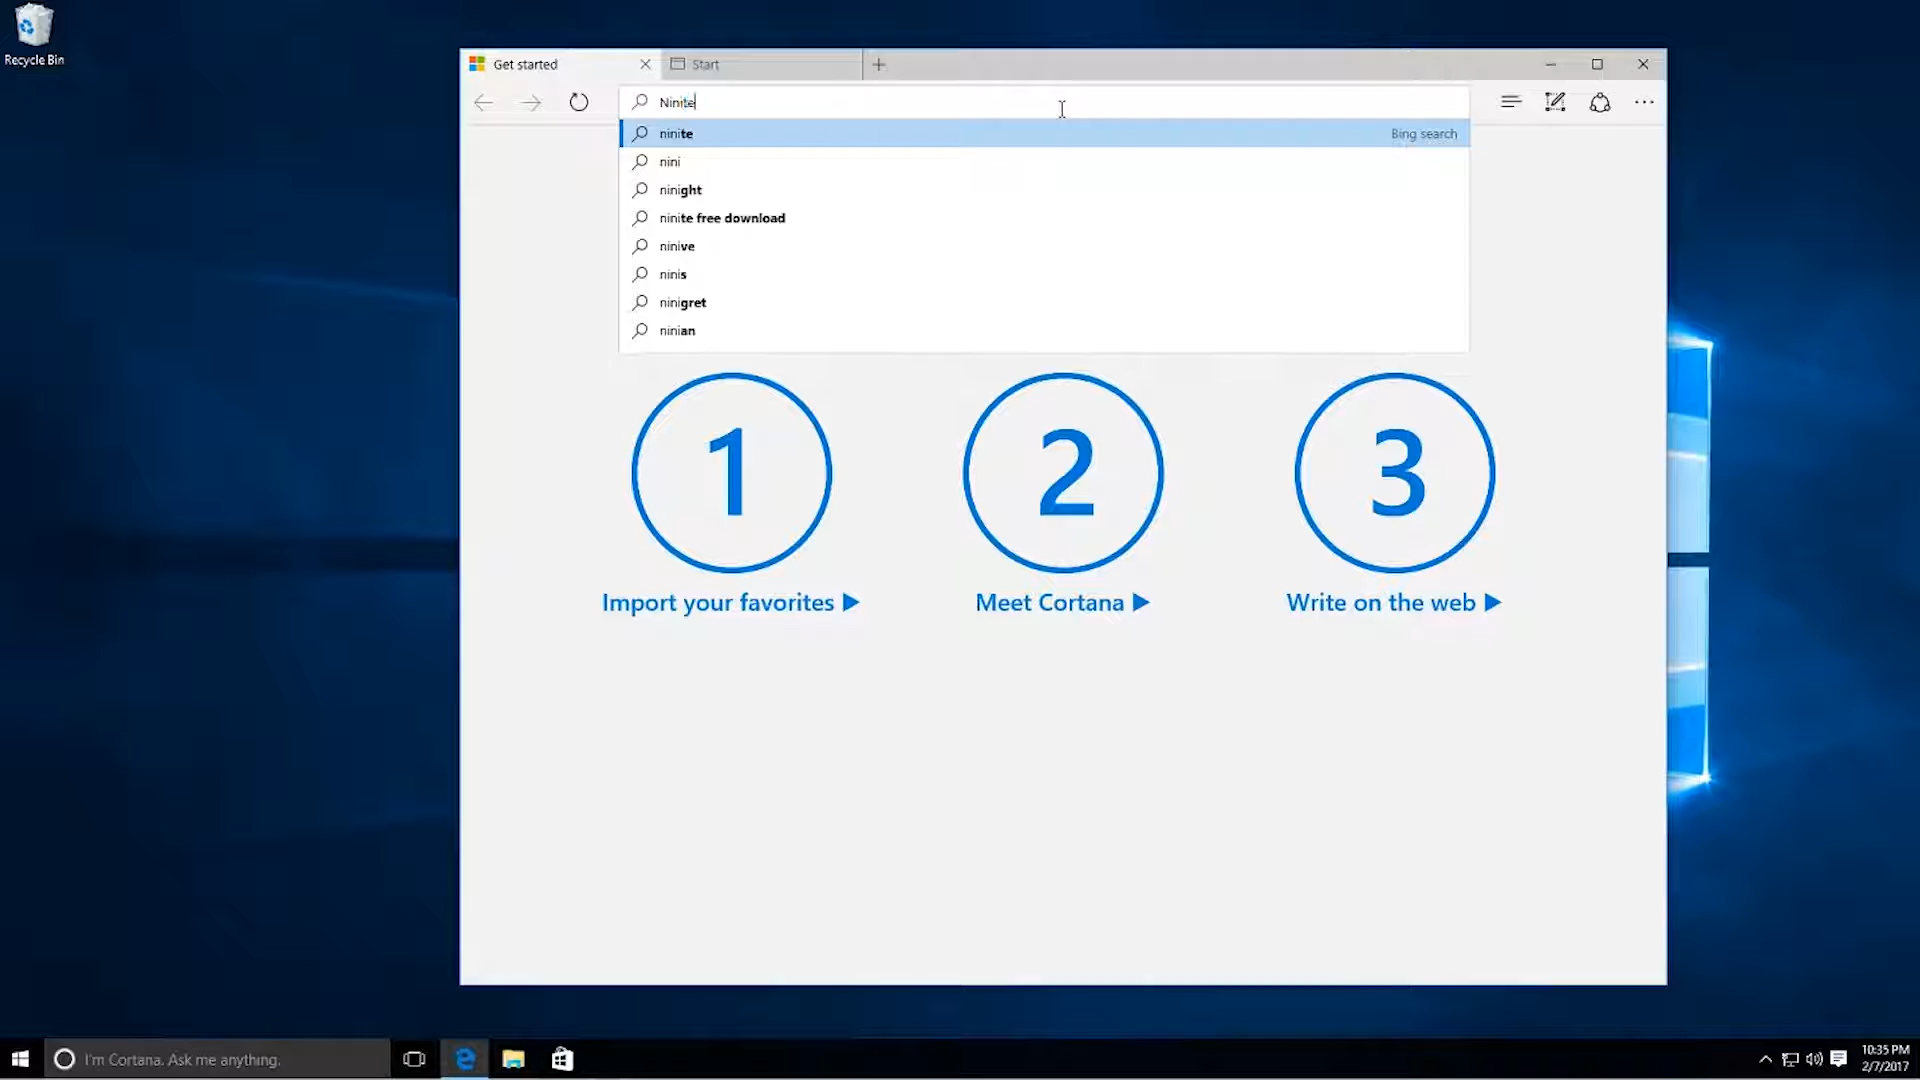 Recycle Bin
Get started
Start
Ninite
ninite Bing search
nini
ninight
ninite free download
ninive
ninis
ninigret
ninian
1 2 3
Import your favorites Meet Cortana Write on the web
I'm Cortana. Ask me anything.
10:35 PM
2/7/2017